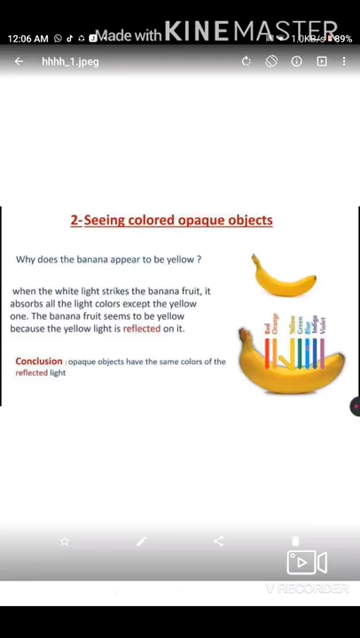 Made with KINEMASTER
12:06 AM
1.0KB/s 89%
hhhh_1.jpeg
2- Seeing colored opaque objects
Why does the banana appear to be yellow ?
when the white light strikes the banana fruit, it
absorbs all the light colors except the yellow
one. The banana fruit seems to be yellow
because the yellow light is reflected on it.
Conclusion : opaque objects have the same colors of the
reflected light
Red
Orange
Yellow
Green
Blue
Indigo
Violet
V RECORDER